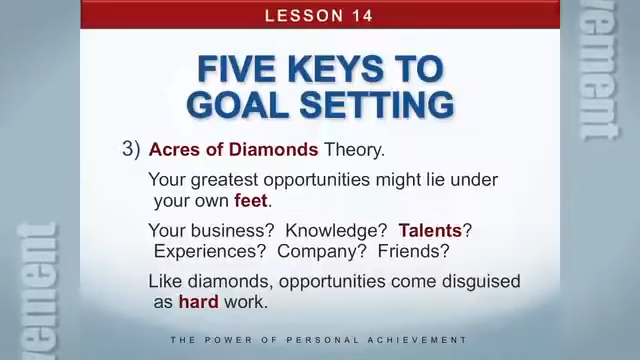 LESSON 14
FIVE KEYS TO
GOAL SETTING
3) Acres of Diamonds Theory.
Your greatest opportunities might lie under
your own feet.
Your business? Knowledge? Talents?
Experiences? Company? Friends?
Like diamonds, opportunities come disguised
as hard work.
THE POWER OF PERSONAL ACHIEVEMENT
vement
vement